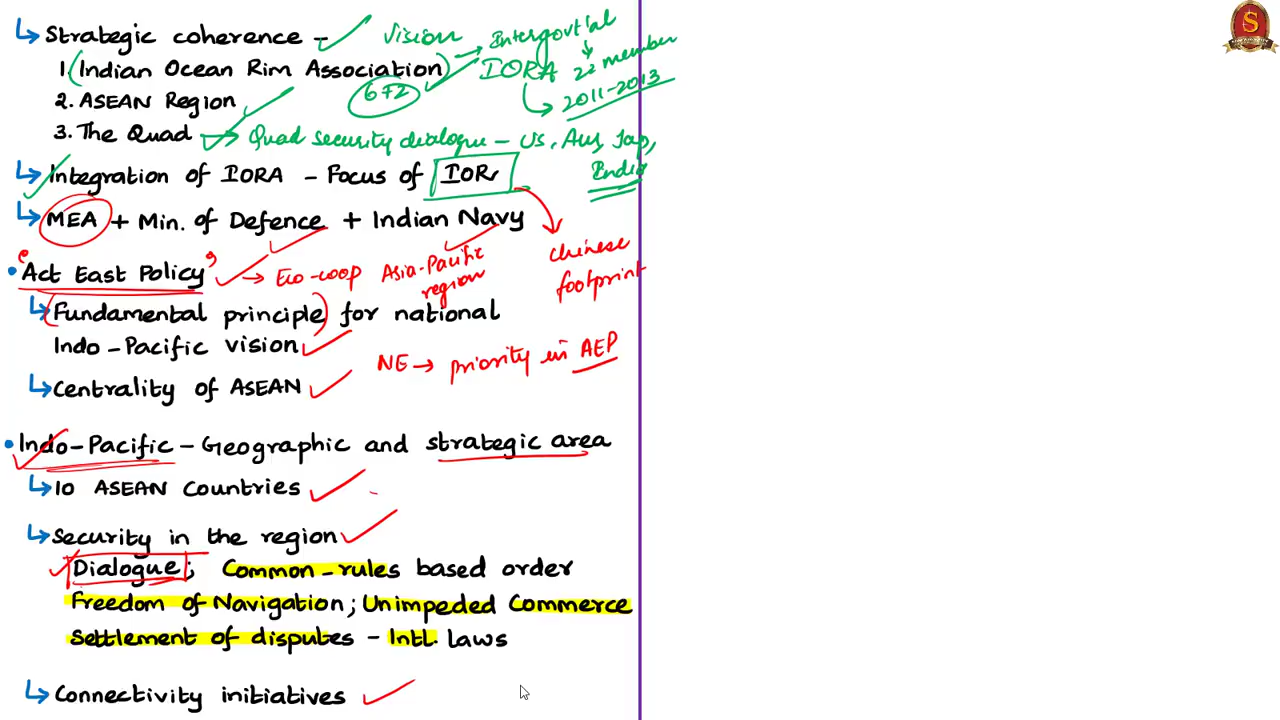 ↳ Strategic coherence – vision
Intergovtial
1. (Indian Ocean Rim Association) IORA 22 member
672
2. ASEAN Region
2011-2013
3. The Quad → Quad security dialogue – US, Aus, Jap,
India
↳ Integration of IORA – Focus of IOR
↳ MEA + Min. of Defence + Indian Navy
Chinese
footprint
• "Act East Policy" → Eco-coop Asia-Pacific
region
↳ (Fundamental principle) for national
Indo-Pacific vision
NE → priority in AEP
↳ Centrality of ASEAN
• Indo-Pacific – Geographic and strategic area
↳ 10 ASEAN Countries
↳ Security in the region
Dialogue; Common-rules based order
Freedom of Navigation; Unimpeded Commerce
Settlement of disputes – Intl. laws
↳ Connectivity initiatives
S